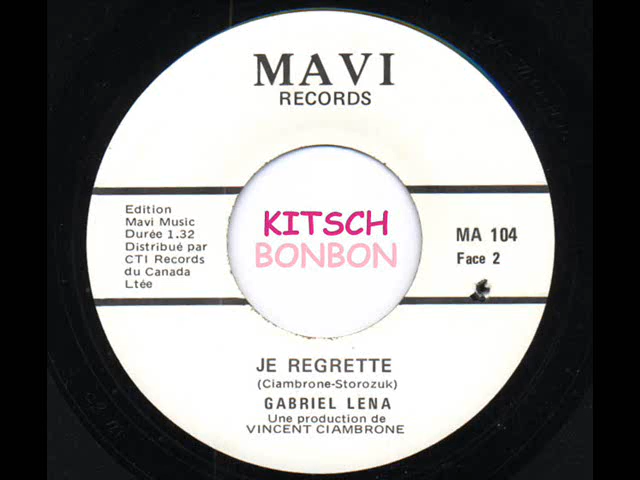 MAVI
RECORDS
Edition
Mavi Music
Durée 1.32
Distribué par
CTI Records
du Canada
Ltée
KITSCH
BONBON
MA 104
Face 2
JE REGRETTE
(Ciambrone-Storozuk)
GABRIEL LENA
Une production de
VINCENT CIAMBRONE